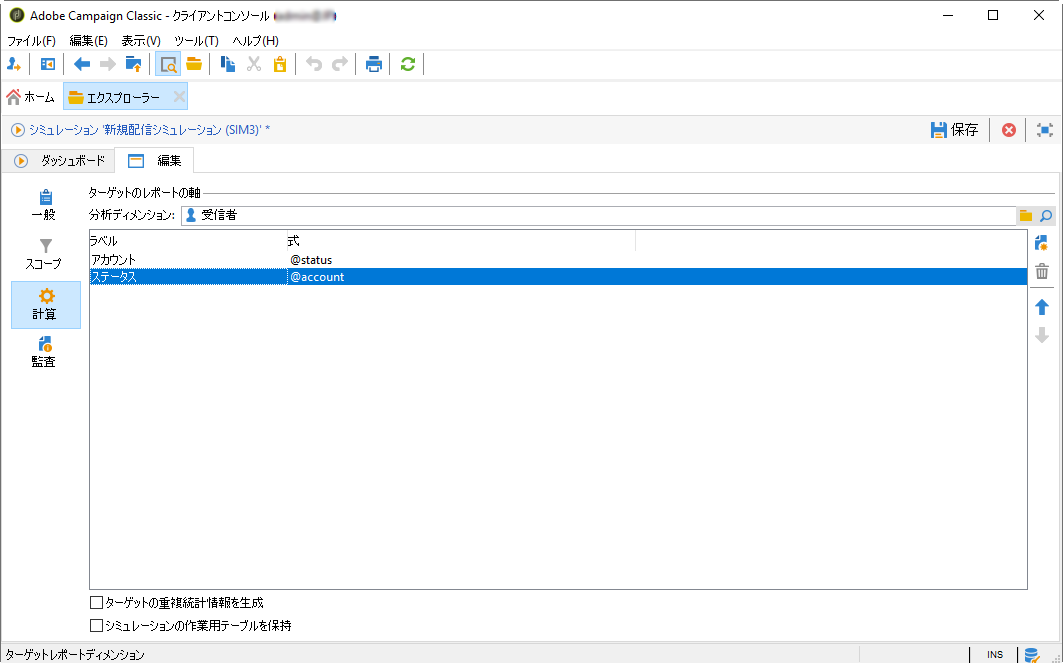 Adobe Campaign Classic - クライアントコンソール
ファイル(F) 編集(E) 表示(V) ツール(T) ヘルプ(H)
ホーム エクスプローラー
シミュレーション '新規配信シミュレーション (SIM3)' *
保存
ダッシュボード 編集
一般
スコープ
計算
監査
ターゲットのレポートの軸
分析ディメンション: 受信者
ラベル 式
アカウント @status
ステータス @account
ターゲットの重複統計情報を生成
シミュレーションの作業用テーブルを保持
ターゲットレポートディメンション
INS